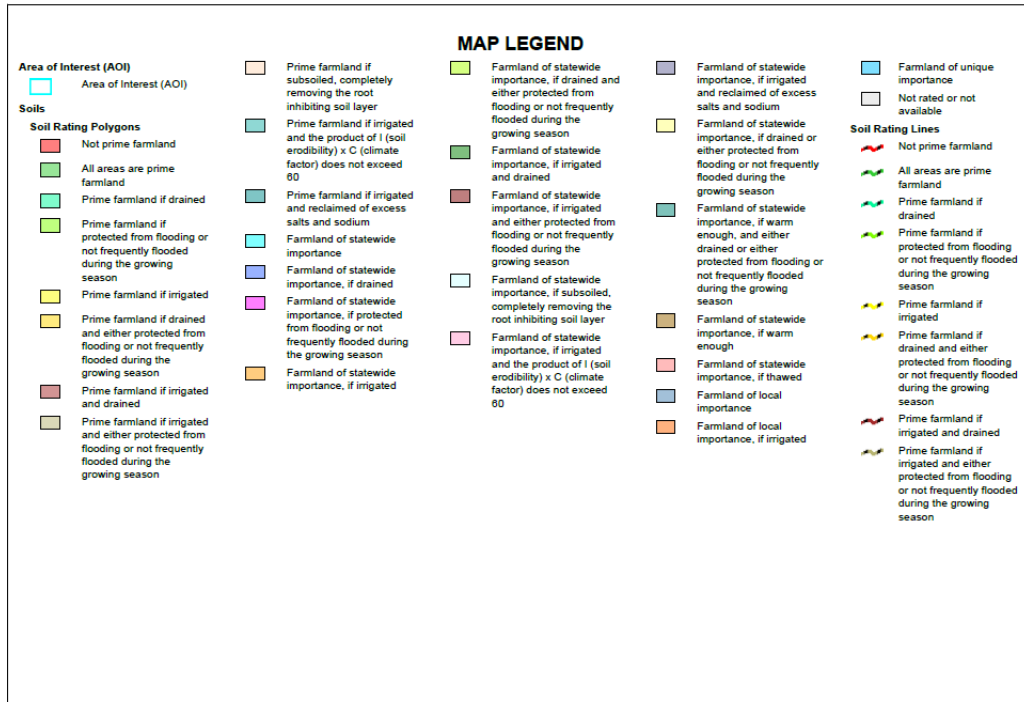 MAP LEGEND
Area of Interest (AOI)
Area of Interest (AOI)
Soils
Soil Rating Polygons
Not prime farmland
All areas are prime
farmland
Prime farmland if drained
Prime farmland if
protected from flooding or
not frequently flooded
during the growing
season
Prime farmland if irrigated
Prime farmland if drained
and either protected from
flooding or not frequently
flooded during the
growing season
Prime farmland if irrigated
and drained
Prime farmland if irrigated
and either protected from
flooding or not frequently
flooded during the
growing season
Prime farmland if
subsoiled, completely
removing the root
inhibiting soil layer
Prime farmland if irrigated
and the product of I (soil
erodibility) x C (climate
factor) does not exceed
60
Prime farmland if irrigated
and reclaimed of excess
salts and sodium
Farmland of statewide
importance
Farmland of statewide
importance, if drained
Farmland of statewide
importance, if protected
from flooding or not
frequently flooded during
the growing season
Farmland of statewide
importance, if irrigated
Farmland of statewide
importance, if drained and
either protected from
flooding or not frequently
flooded during the
growing season
Farmland of statewide
importance, if irrigated
and drained
Farmland of statewide
importance, if irrigated
and either protected from
flooding or not frequently
flooded during the
growing season
Farmland of statewide
importance, if subsoiled,
completely removing the
root inhibiting soil layer
Farmland of statewide
importance, if irrigated
and the product of I (soil
erodibility) x C (climate
factor) does not exceed
60
Farmland of statewide
importance, if irrigated
and reclaimed of excess
salts and sodium
Farmland of statewide
importance, if drained or
either protected from
flooding or not frequently
flooded during the
growing season
Farmland of statewide
importance, if warm
enough, and either
drained or either
protected from flooding or
not frequently flooded
during the growing
season
Farmland of statewide
importance, if warm
enough
Farmland of statewide
importance, if thawed
Farmland of local
importance
Farmland of local
importance, if irrigated
Farmland of unique
importance
Not rated or not
available
Soil Rating Lines
Not prime farmland
All areas are prime
farmland
Prime farmland if
drained
Prime farmland if
protected from flooding
or not frequently flooded
during the growing
season
Prime farmland if
irrigated
Prime farmland if
drained and either
protected from flooding
or not frequently flooded
during the growing
season
Prime farmland if
irrigated and drained
Prime farmland if
irrigated and either
protected from flooding
or not frequently flooded
during the growing
season